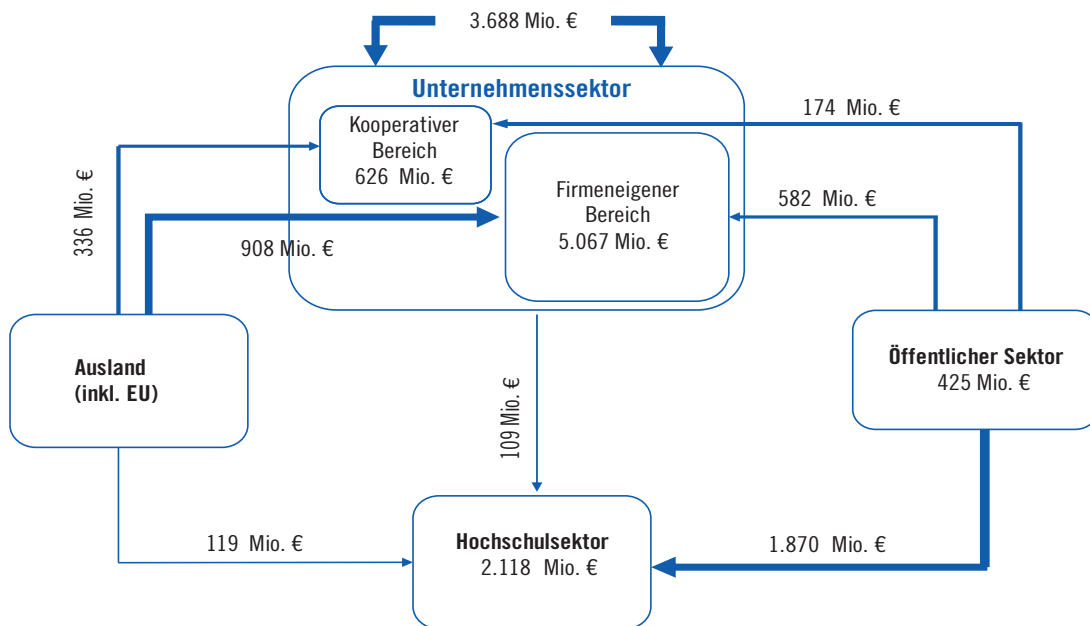 3.688 Mio. €
Unternehmenssektor
Kooperativer
Bereich
626 Mio. €
174 Mio. €
Firmeneigener
Bereich
5.067 Mio. €
582 Mio. €
336 Mio. €
908 Mio. €
Ausland
(inkl. EU)
Öffentlicher Sektor
425 Mio. €
109 Mio. €
119 Mio. €
Hochschulsektor
2.118 Mio. €
1.870 Mio. €